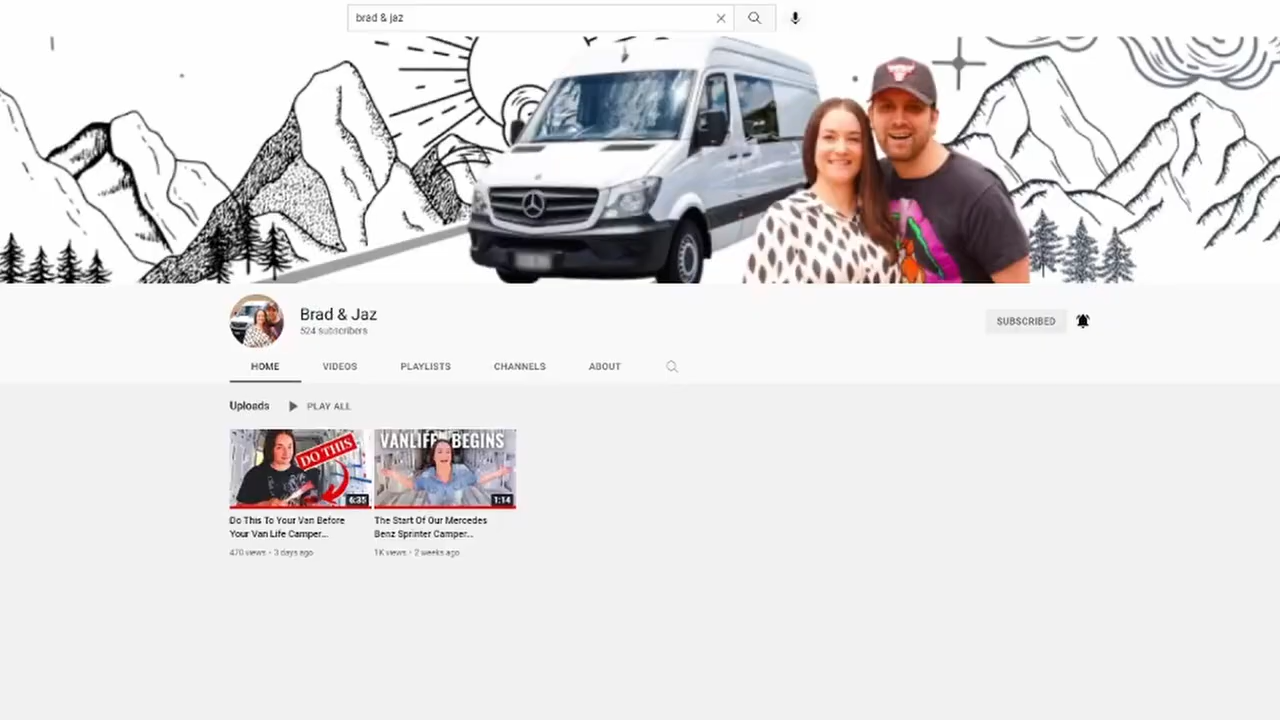 brad & jaz
Brad & Jaz
524 subscribers
SUBSCRIBED
HOME VIDEOS PLAYLISTS CHANNELS ABOUT
Uploads PLAY ALL
DO THIS
6:35
VANLIFE BEGINS
1:14
Do This To Your Van Before
Your Van Life Camper...
470 views • 3 days ago
The Start Of Our Mercedes
Benz Sprinter Camper...
1K views • 2 weeks ago